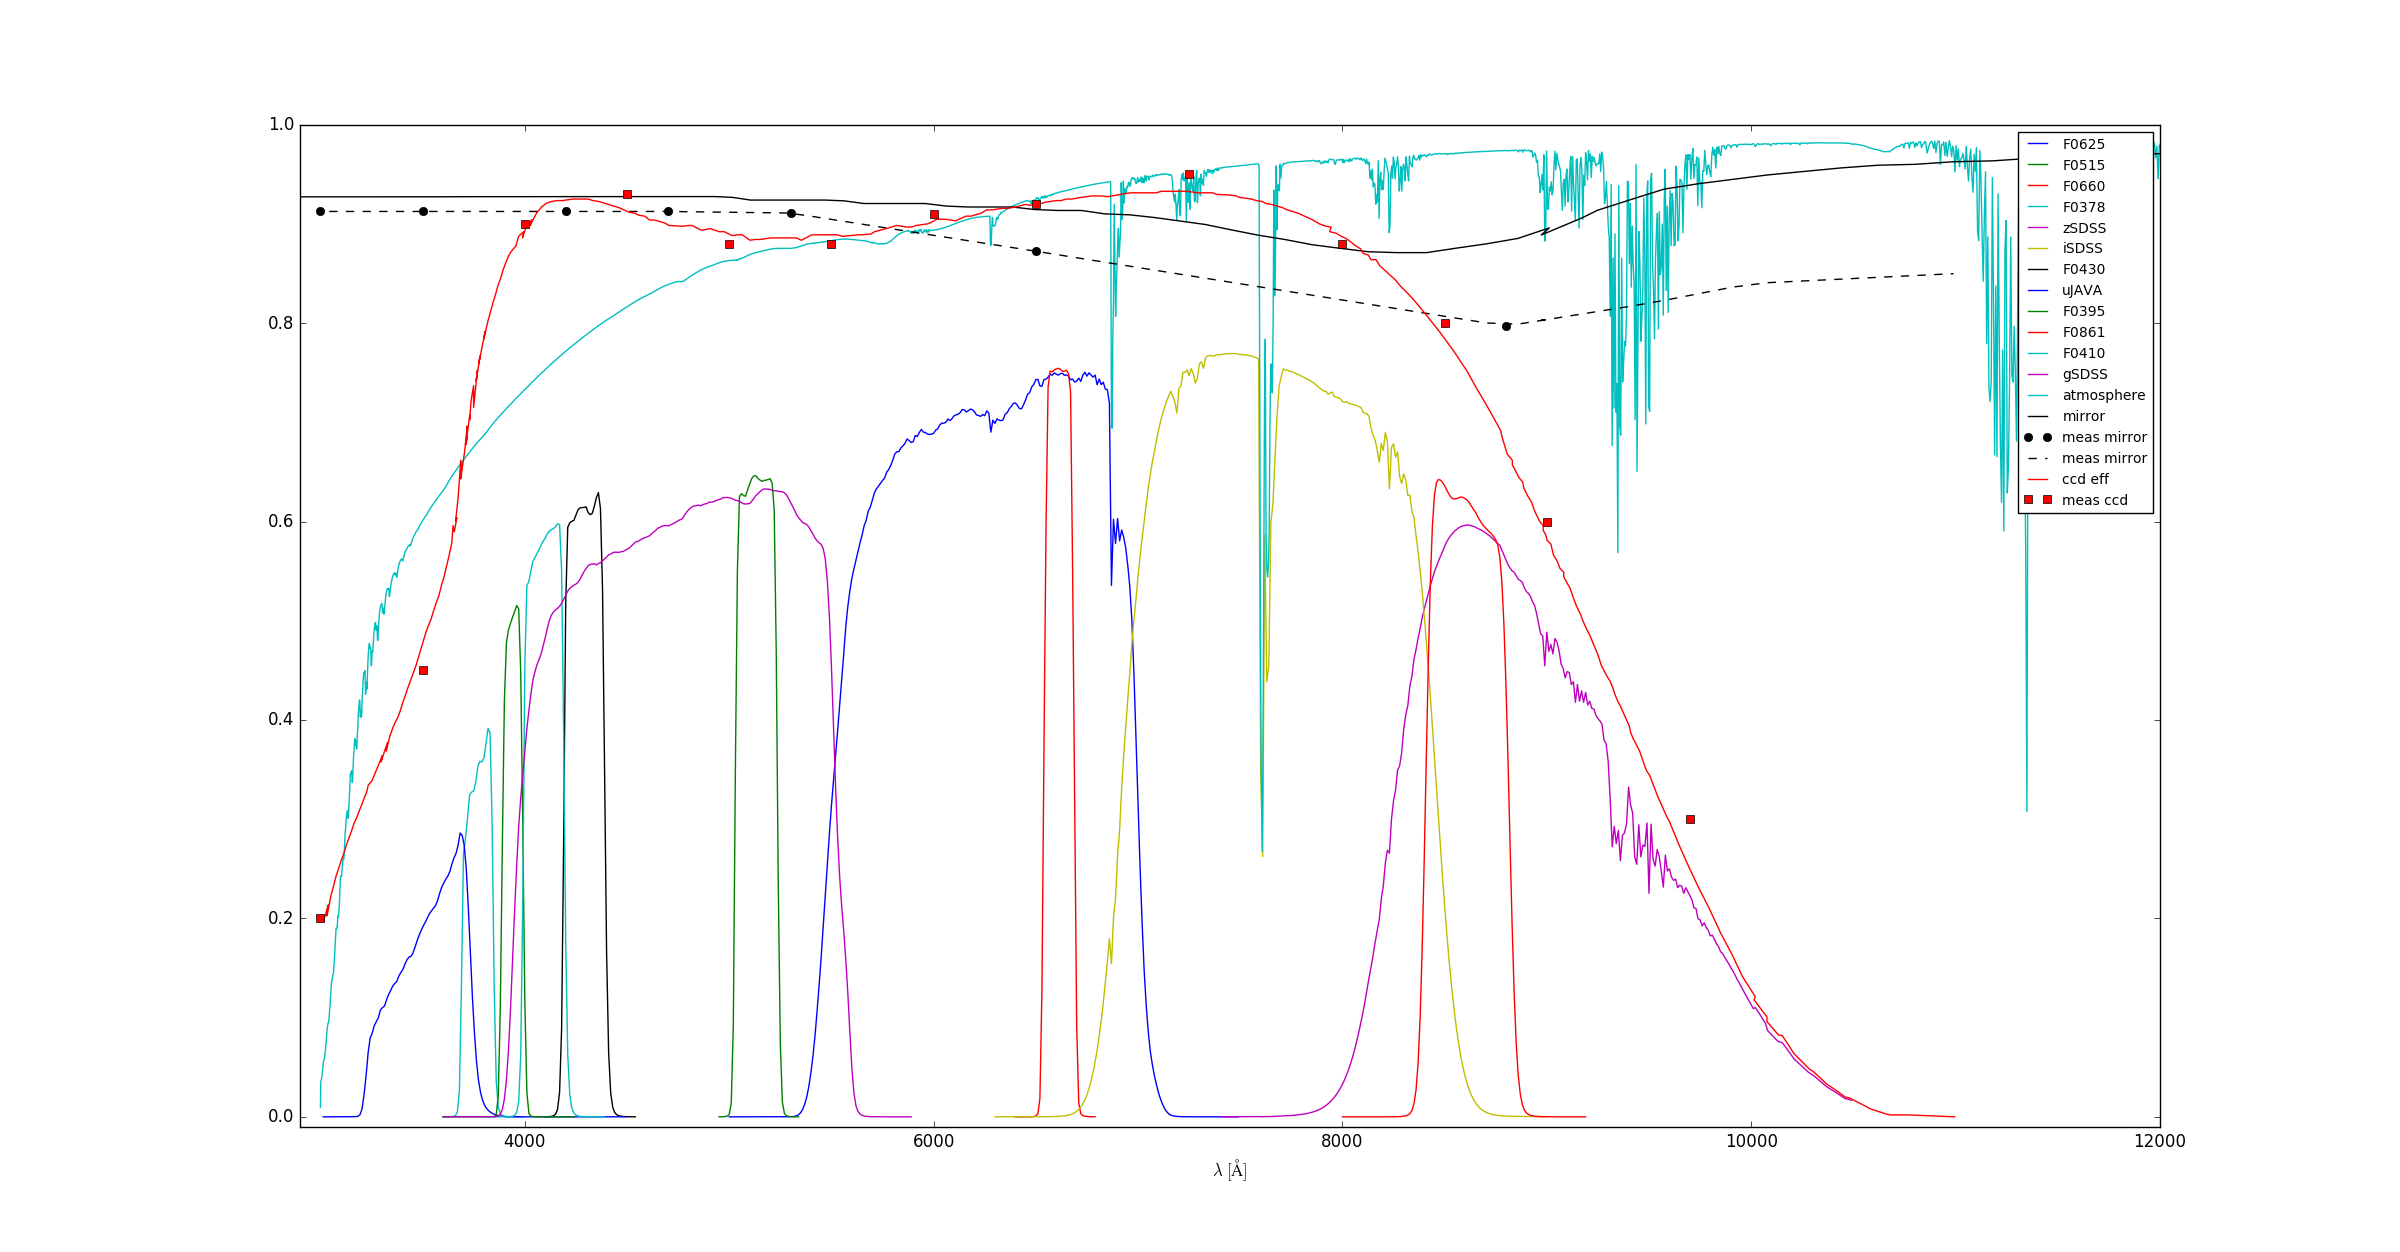 1.0
0.8
0.6
0.4
0.2
0.0
4000
6000
8000
10000
12000
λ [Å]
F0625
F0515
F0660
F0378
zSDSS
iSDSS
F0430
uJAVA
F0395
F0861
F0410
gSDSS
atmosphere
mirror
meas mirror
meas mirror
ccd eff
meas ccd